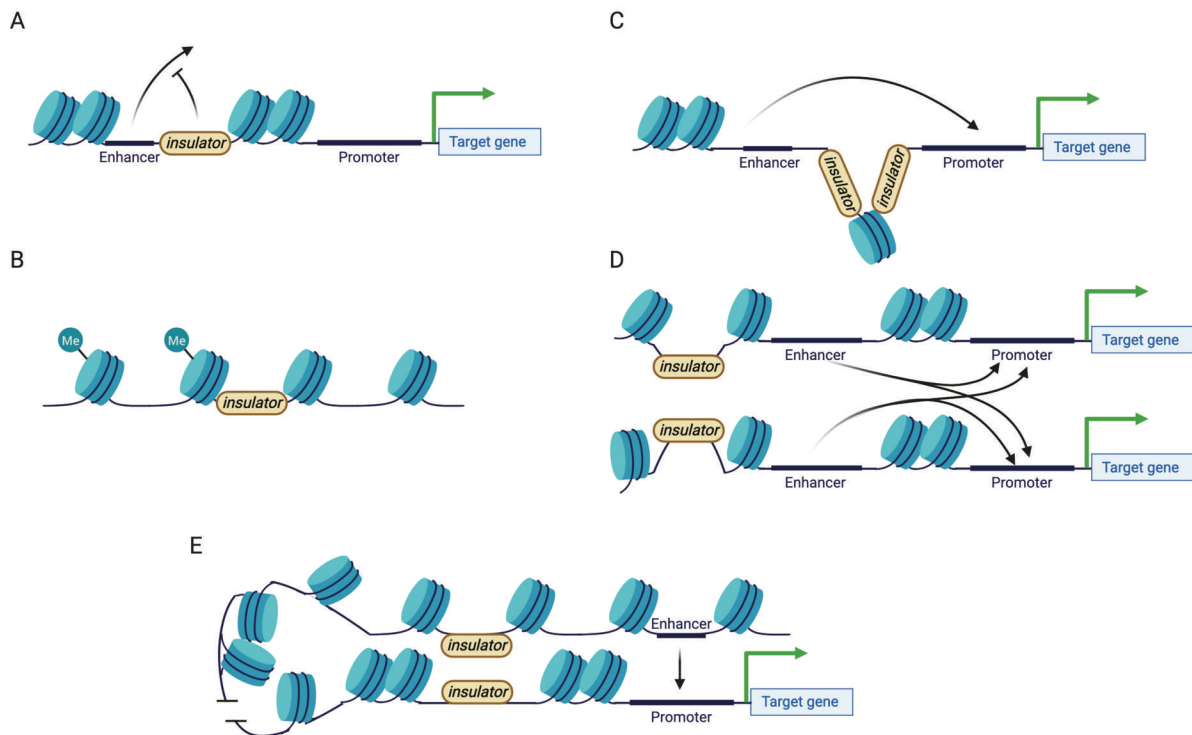 A
Enhancer
insulator
Promoter
Target gene
C
Enhancer
insulator
insulator
Promoter
Target gene
B
Me
Me
insulator
D
insulator
Enhancer
Promoter
Target gene
insulator
Enhancer
Promoter
Target gene
E
insulator
Enhancer
insulator
Promoter
Target gene